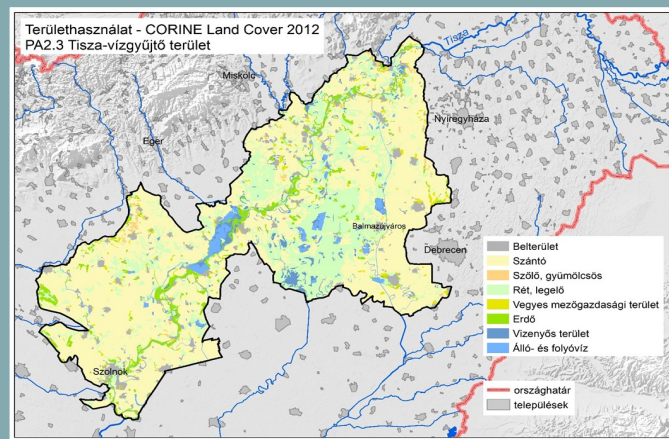 Területhasználat - CORINE Land Cover 2012
PA2.3 Tisza-vízgyűjtő terület
Tisza
Miskolc
Nyíregyháza
Eger
Balmazújváros
Debrecen
Szolnok
Belterület
Szántó
Szőlő, gyümölcsös
Rét, legelő
Vegyes mezőgazdasági terület
Erdő
Vizenyős terület
Álló- és folyóvíz
országhatár
települések